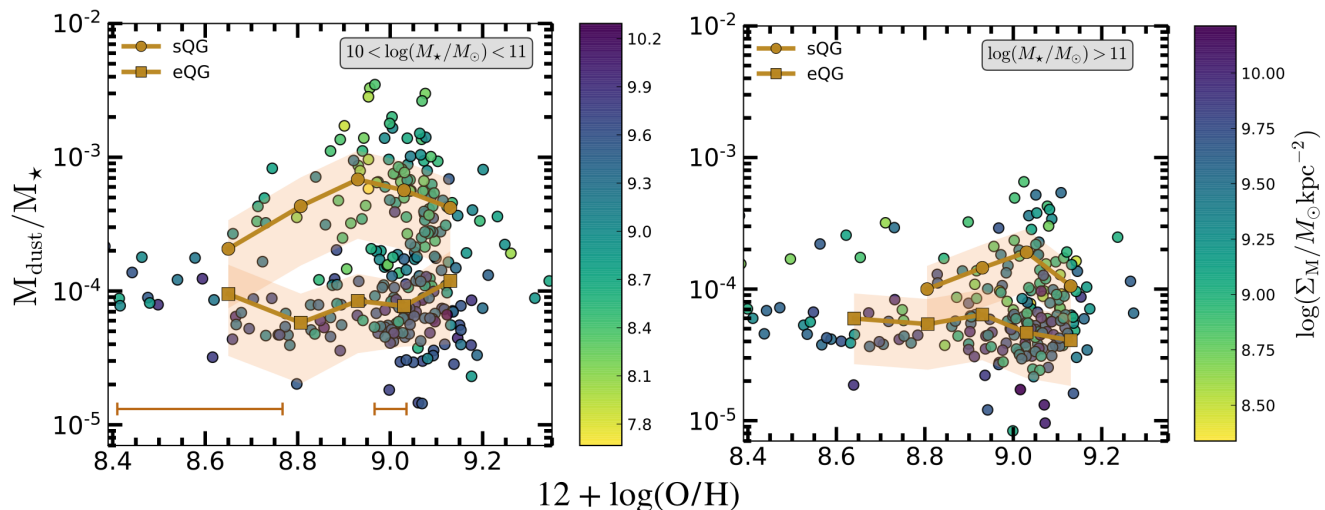 10⁻²
10⁻³
10⁻⁴
10⁻⁵
M_dust/M⋆
sQG
eQG
10 < log(M⋆/M⊙) < 11
8.4 8.6 8.8 9.0 9.2
10.2
9.9
9.6
9.3
9.0
8.7
8.4
8.1
7.8
10⁻²
10⁻³
10⁻⁴
10⁻⁵
sQG
eQG
log(M⋆/M⊙) > 11
8.4 8.6 8.8 9.0 9.2
10.00
9.75
9.50
9.25
9.00
8.75
8.50
log(Σ_M/M⊙kpc⁻²)
12 + log(O/H)